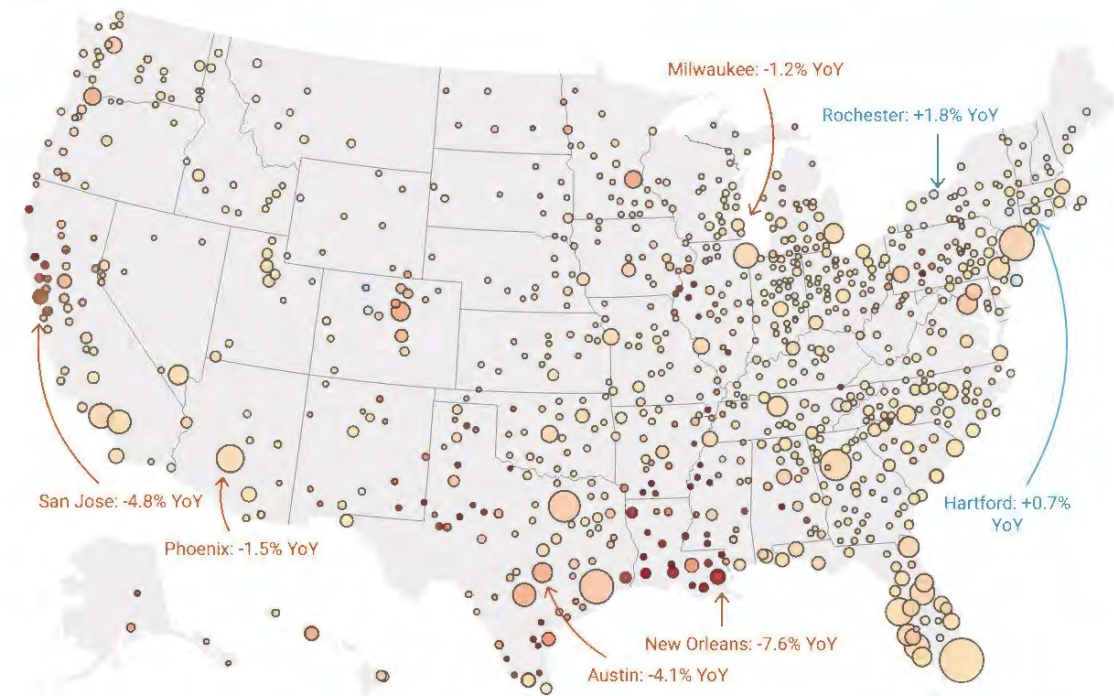 Milwaukee: -1.2% YoY
Rochester: +1.8% YoY
San Jose: -4.8% YoY
Hartford: +0.7%
YoY
Phoenix: -1.5% YoY
New Orleans: -7.6% YoY
Austin: -4.1% YoY